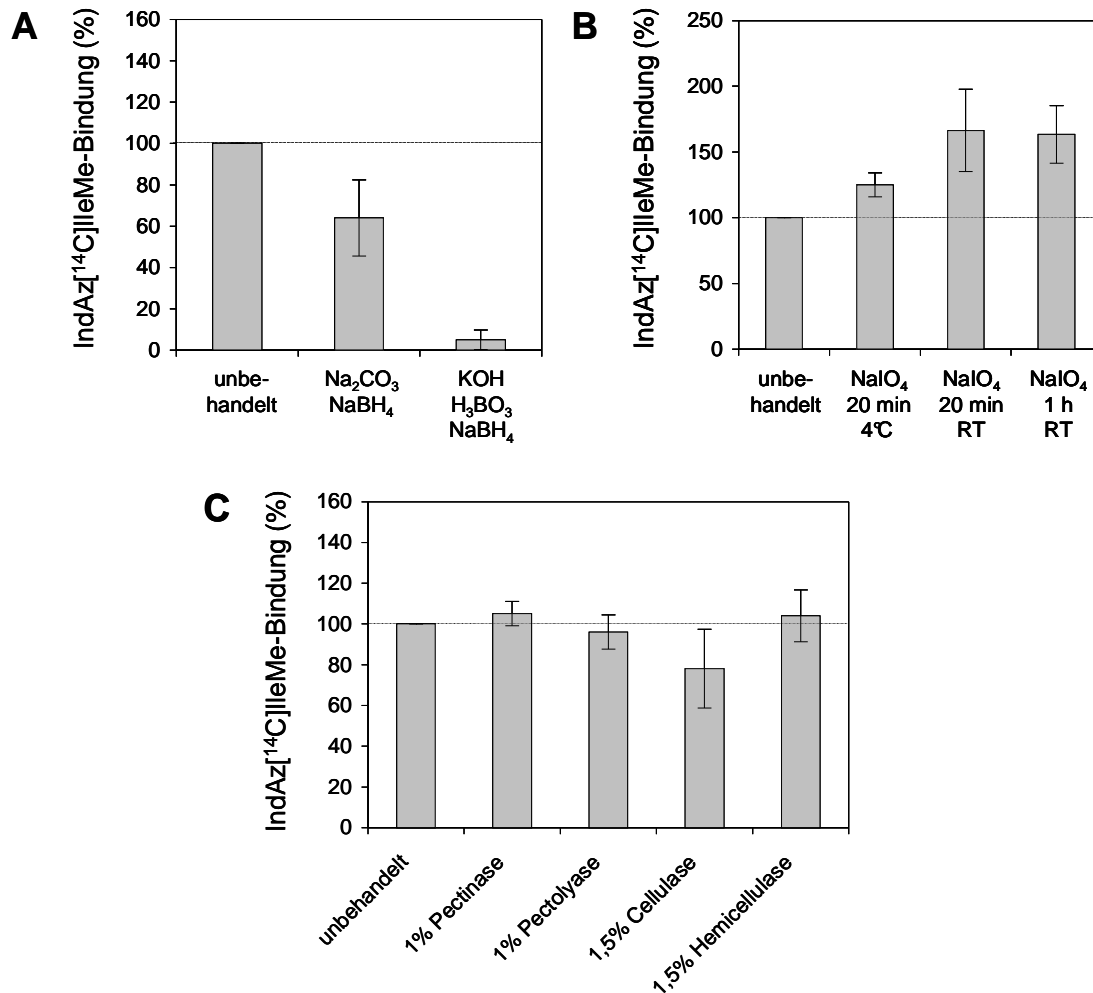 A
IndAz[¹⁴C]IleMe-Bindung (%)
160
140
120
100
80
60
40
20
0
unbe-
handelt
Na₂CO₃
NaBH₄
KOH
H₃BO₃
NaBH₄
B
IndAz[¹⁴C]IleMe-Bindung (%)
250
200
150
100
50
0
unbe-
handelt
NaIO₄
20 min
4°C
NaIO₄
20 min
RT
NaIO₄
1 h
RT
C
IndAz[¹⁴C]IleMe-Bindung (%)
160
140
120
100
80
60
40
20
0
unbehandelt
1% Pectinase
1% Pectolyase
1,5% Cellulase
1,5% Hemicellulase